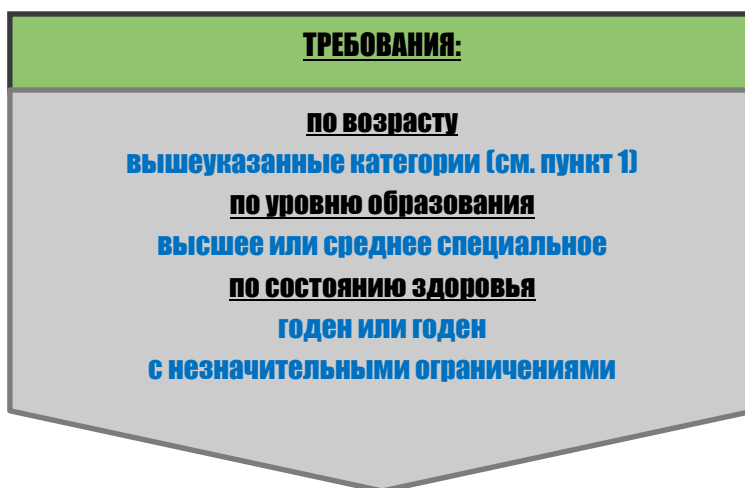 ТРЕБОВАНИЯ:
по возрасту
вышеуказанные категории (см. пункт 1)
по уровню образования
высшее или среднее специальное
по состоянию здоровья
годен или годен
с незначительными ограничениями